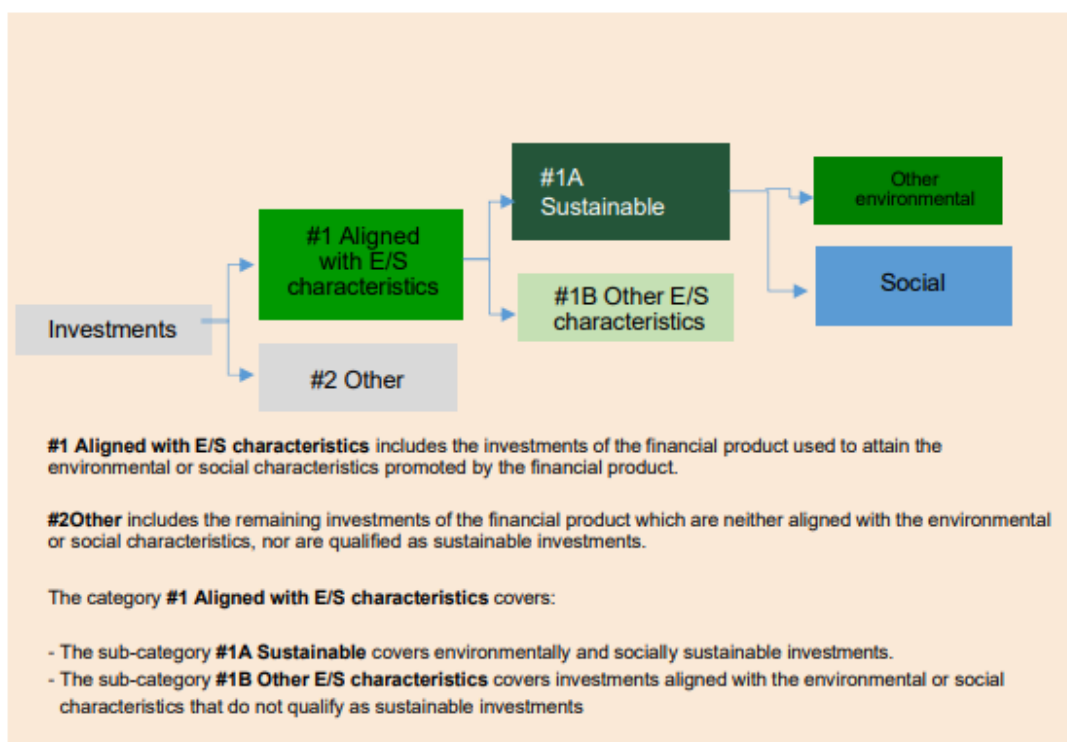 #1A
Sustainable
Other
environmental
#1 Aligned
with E/S
characteristics
Social
#1B Other E/S
characteristics
Investments
#2 Other
#1 Aligned with E/S characteristics includes the investments of the financial product used to attain the
environmental or social characteristics promoted by the financial product.
#2Other includes the remaining investments of the financial product which are neither aligned with the environmental
or social characteristics, nor are qualified as sustainable investments.
The category #1 Aligned with E/S characteristics covers:
- The sub-category #1A Sustainable covers environmentally and socially sustainable investments.
- The sub-category #1B Other E/S characteristics covers investments aligned with the environmental or social
characteristics that do not qualify as sustainable investments